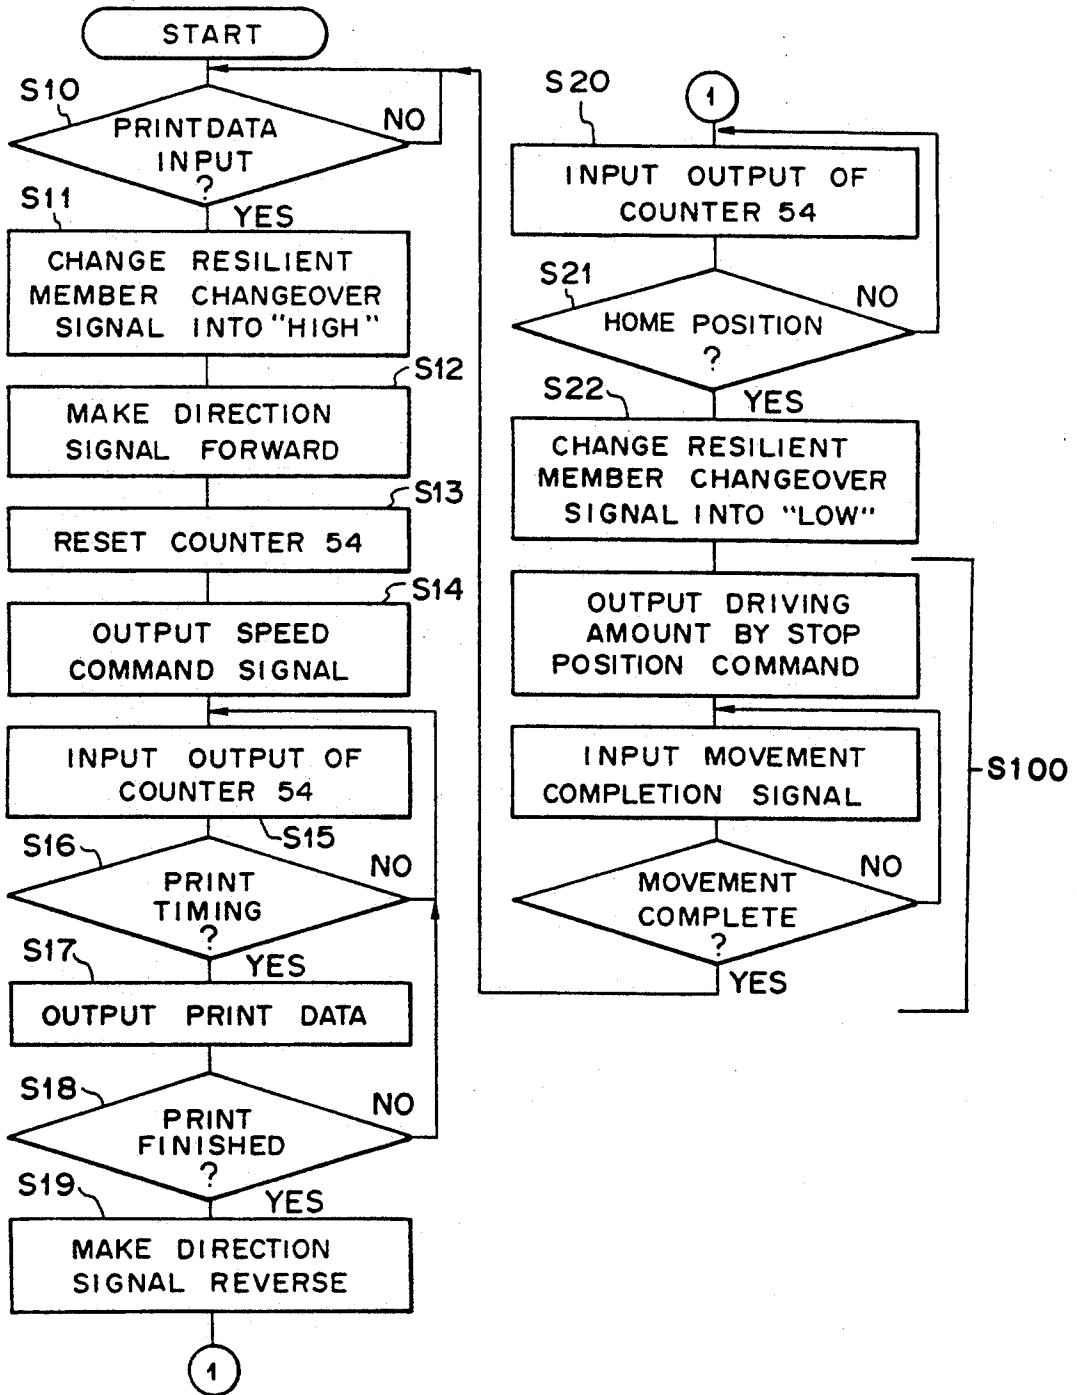 START
S10
PRINT DATA
INPUT
?
NO
YES
S11
CHANGE RESILIENT
MEMBER CHANGEOVER
SIGNAL INTO "HIGH"
S12
MAKE DIRECTION
SIGNAL FORWARD
S13
RESET COUNTER 54
S14
OUTPUT SPEED
COMMAND SIGNAL
INPUT OUTPUT OF
COUNTER 54
S15
S16
PRINT
TIMING
?
NO
YES
S17
OUTPUT PRINT DATA
S18
PRINT
FINISHED
?
NO
YES
S19
MAKE DIRECTION
SIGNAL REVERSE
1
1
S20
INPUT OUTPUT OF
COUNTER 54
S21
HOME POSITION
?
NO
YES
S22
CHANGE RESILIENT
MEMBER CHANGEOVER
SIGNAL INTO "LOW"
OUTPUT DRIVING
AMOUNT BY STOP
POSITION COMMAND
INPUT MOVEMENT
COMPLETION SIGNAL
S100
MOVEMENT
COMPLETE
?
NO
YES